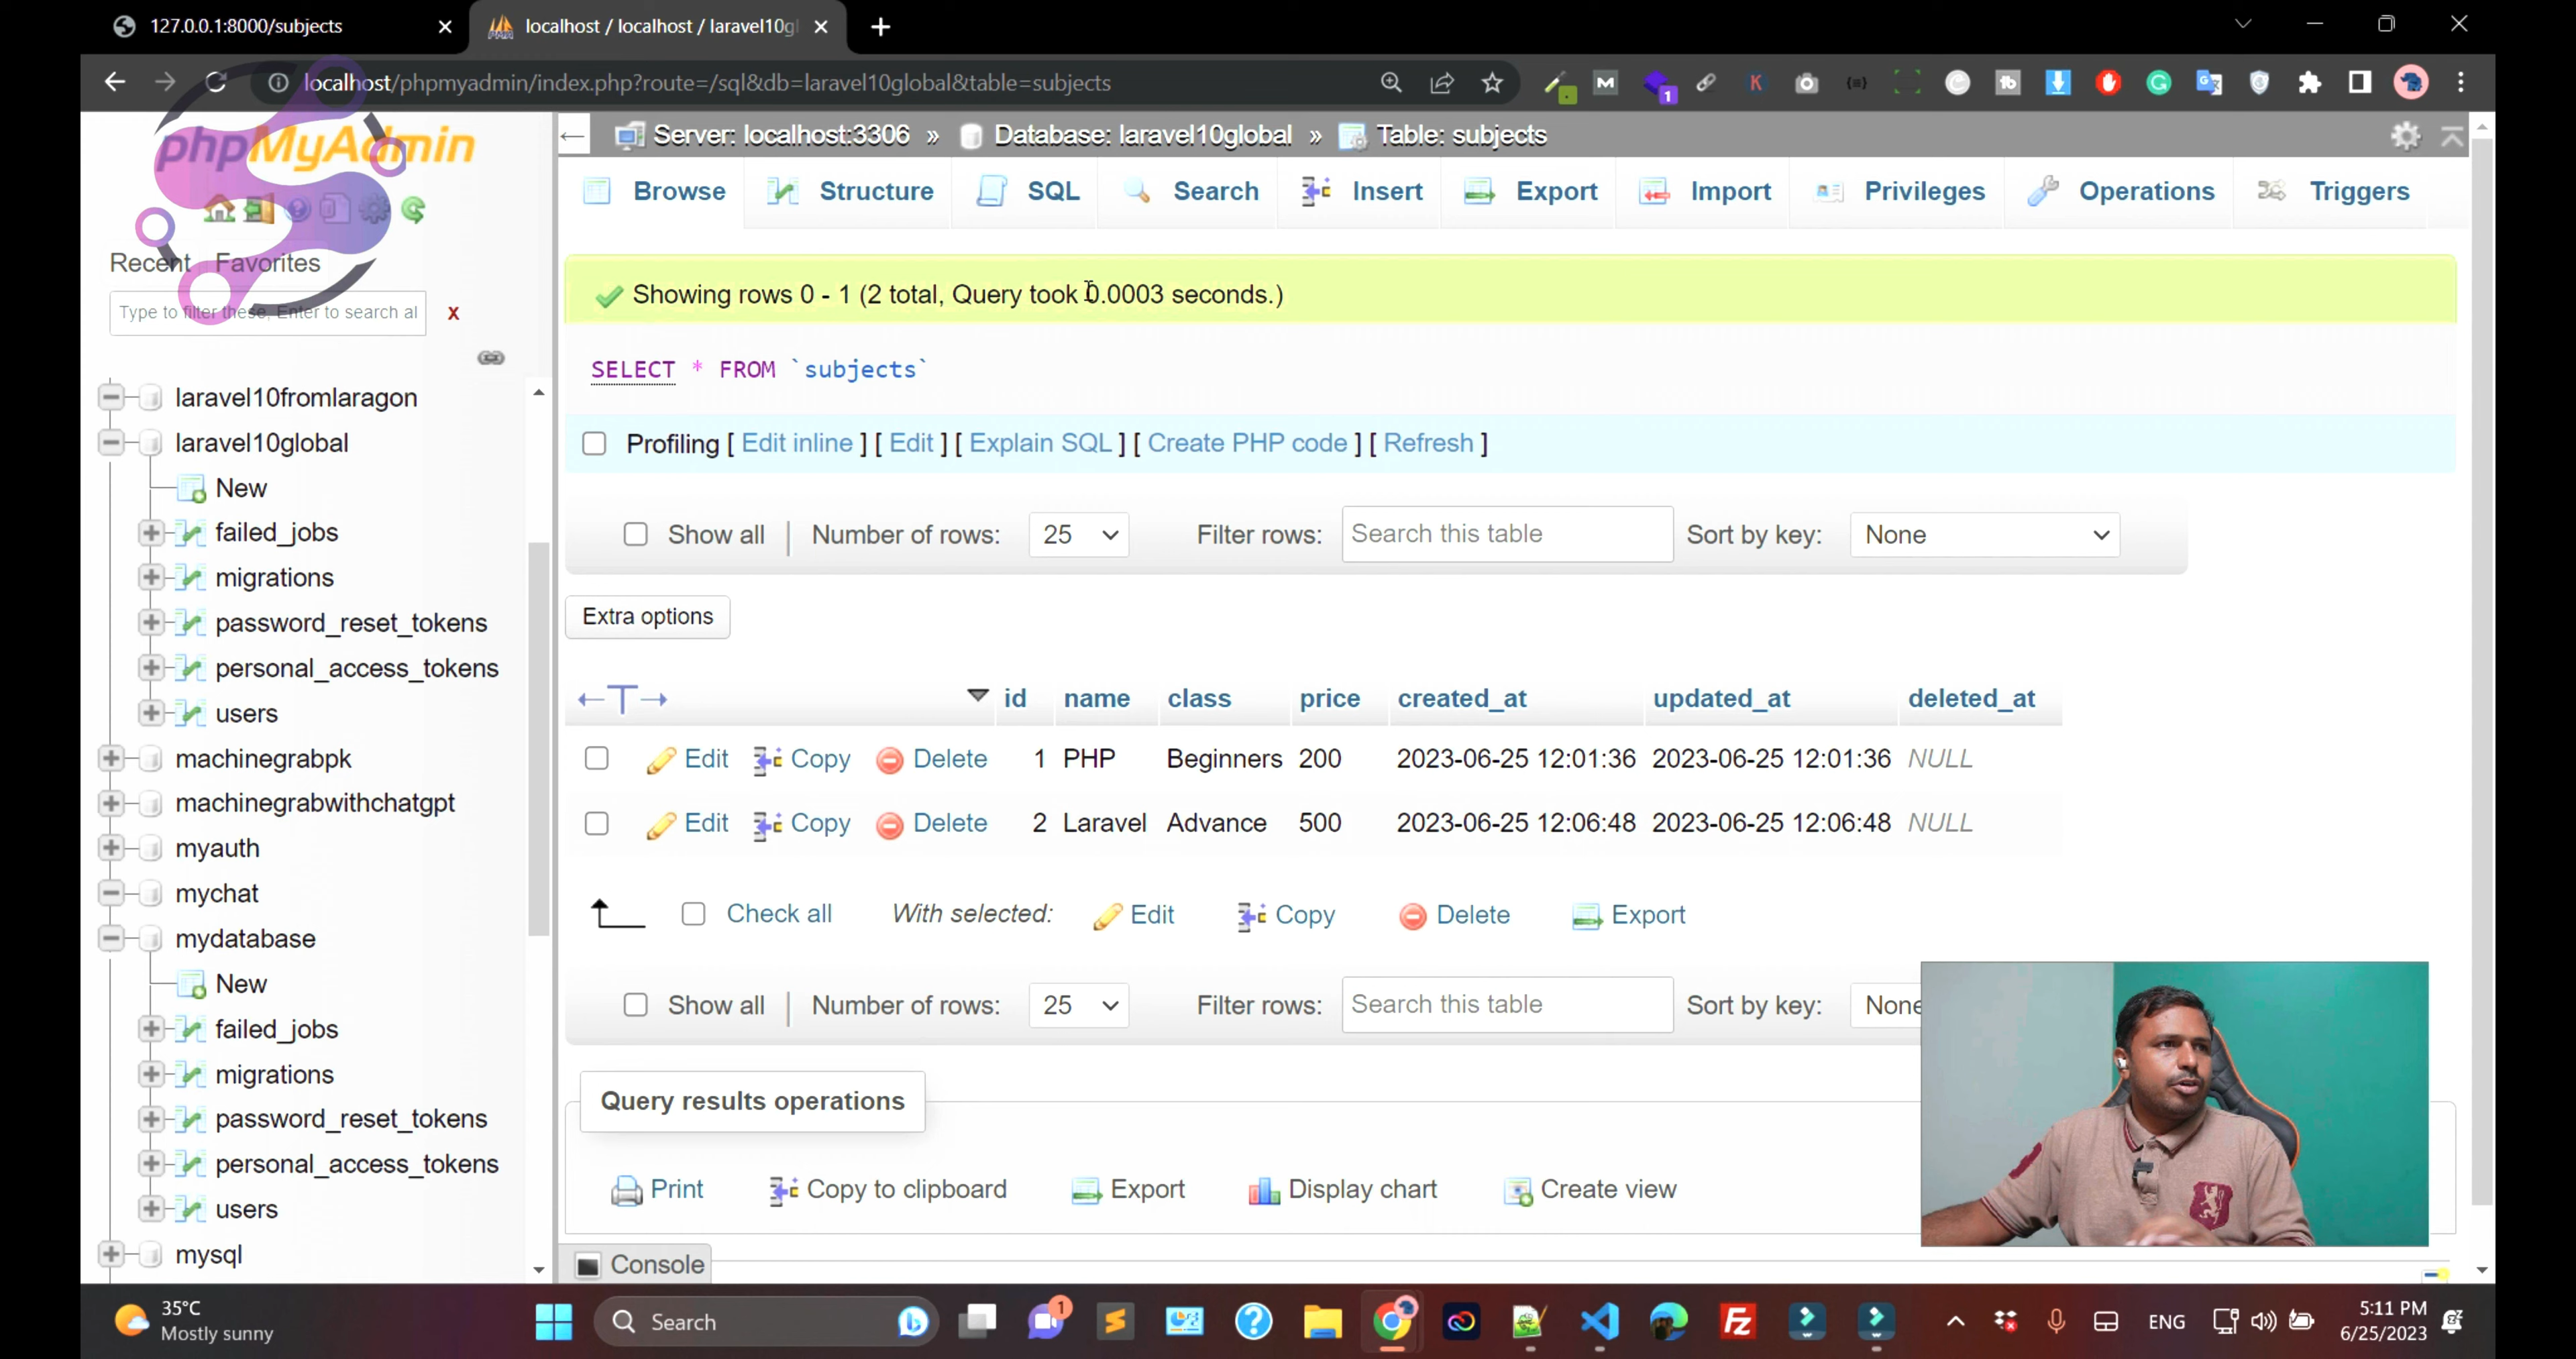 127.0.0.1:8000/subjects
localhost / localhost / laravel10gl
localhost/phpmyadmin/index.php?route=/sql&db=laravel10global&table=subjects
phpMyAdmin
Recent Favorites
Type to filter these, Enter to search al X
laravel10fromlaragon
laravel10global
New
failed_jobs
migrations
password_reset_tokens
personal_access_tokens
users
machinegrabpk
machinegrabwithchatgpt
myauth
mychat
mydatabase
New
failed_jobs
migrations
password_reset_tokens
personal_access_tokens
users
mysql
Server: localhost:3306 » Database: laravel10global » Table: subjects
Browse Structure SQL Search Insert Export Import Privileges Operations Triggers
Showing rows 0 - 1 (2 total, Query took 0.0003 seconds.)
SELECT * FROM `subjects`
Profiling [ Edit inline ] [ Edit ] [ Explain SQL ] [ Create PHP code ] [ Refresh ]
Show all | Number of rows: 25 Filter rows: Search this table Sort by key: None
Extra options
id name class price created_at updated_at deleted_at
Edit Copy Delete 1 PHP Beginners 200 2023-06-25 12:01:36 2023-06-25 12:01:36 NULL
Edit Copy Delete 2 Laravel Advance 500 2023-06-25 12:06:48 2023-06-25 12:06:48 NULL
Check all With selected: Edit Copy Delete Export
Show all | Number of rows: 25 Filter rows: Search this table Sort by key: None
Query results operations
Print Copy to clipboard Export Display chart Create view
Console
35°C
Mostly sunny
Search
1
ENG
5:11 PM
6/25/2023